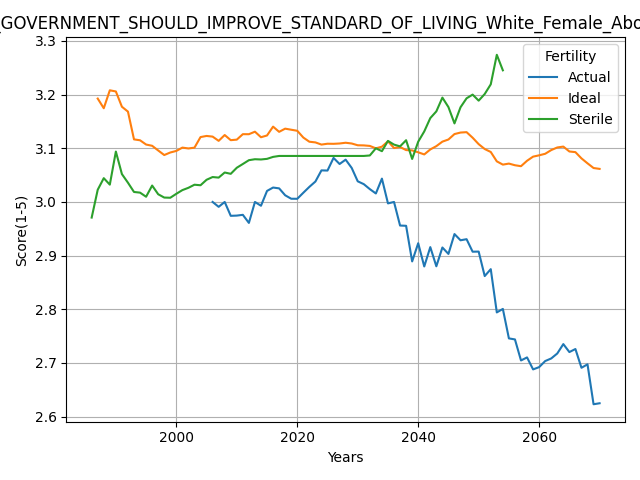 _GOVERNMENT_SHOULD_IMPROVE_STANDARD_OF_LIVING_White_Female_Abo
3.3
3.2
3.1
3.0
2.9
2.8
2.7
2.6
Score(1-5)
2000 2020 2040 2060
Years
Fertility
Actual
Ideal
Sterile